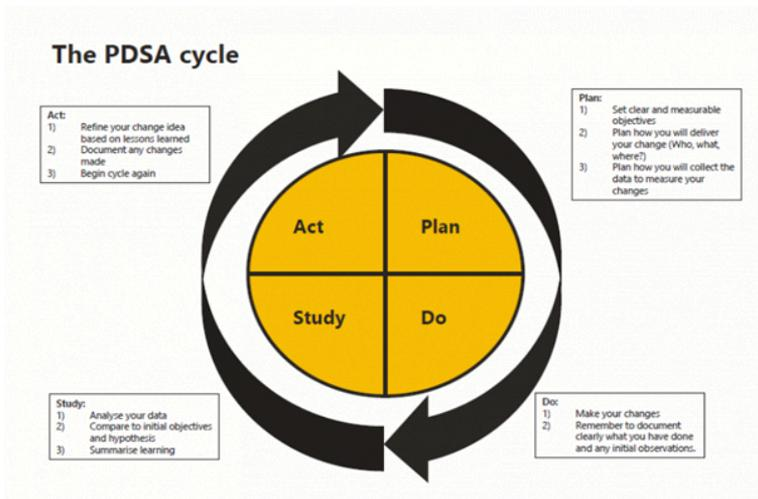 The PDSA cycle
Act:
1) Refine your change idea
based on lessons learned
2) Document any changes
made
3) Begin cycle again
Plan:
1) Set clear and measurable
objectives
2) Plan how you will deliver
your change (Who, what,
where?)
3) Plan how you will collect the
data to measure your
changes
Act
Plan
Study
Do
Study:
1) Analyse your data
2) Compare to initial objectives
and hypothesis
3) Summarise learning
Do:
1) Make your changes
2) Remember to document
clearly what you have done
and any initial observations.